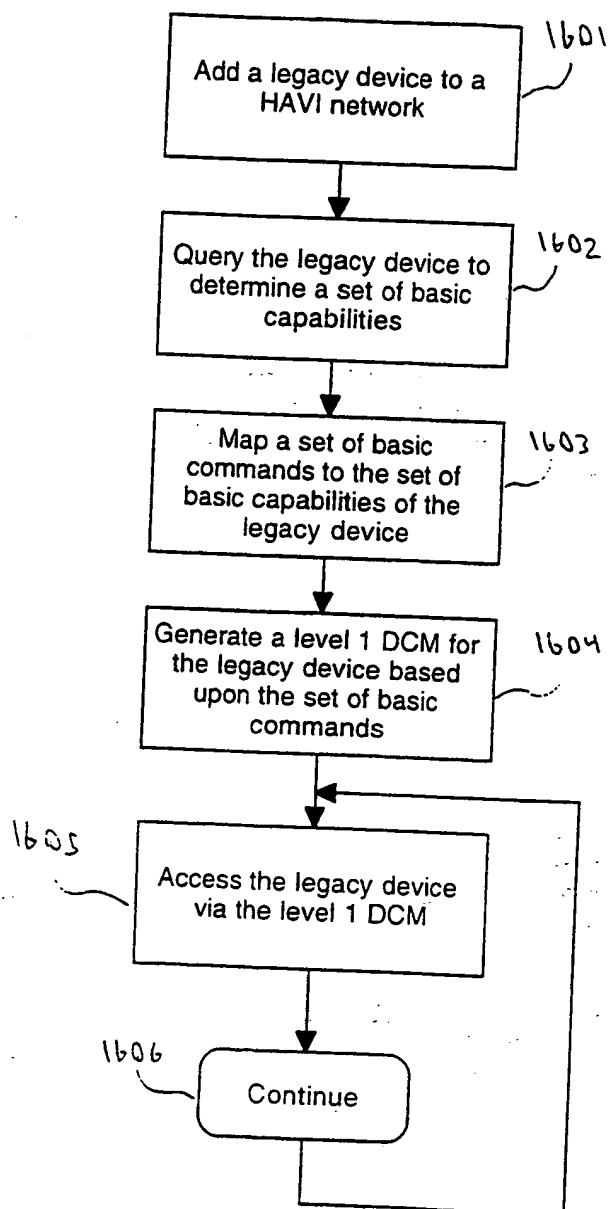 1601
Add a legacy device to a
HAVI network
1602
Query the legacy device to
determine a set of basic
capabilities
1603
Map a set of basic
commands to the set of
basic capabilities of the
legacy device
1604
Generate a level 1 DCM for
the legacy device based
upon the set of basic
commands
1605
Access the legacy device
via the level 1 DCM
1606
Continue